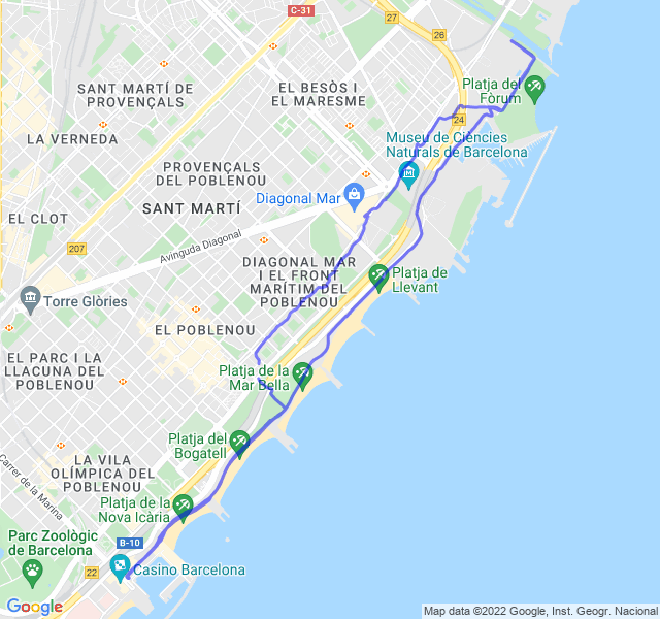 C-31
27
26
SANT MARTÍ DE
PROVENÇALS
EL BESÒS I
EL MARESME
Platja del
Fòrum
24
LA VERNEDA
Museu de Ciències
Naturals de Barcelona
PROVENÇALS
DEL POBLENOU
Diagonal Mar
SANT MARTÍ
EL CLOT
207
Avinguda Diagonal
DIAGONAL MAR
I EL FRONT
MARÍTIM DEL
POBLENOU
Platja de
Llevant
Torre Glòries
EL POBLENOU
EL PARC I LA
LLACUNA DEL
POBLENOU
Platja de la
Mar Bella
Platja del
Bogatell
LA VILA
OLÍMPICA DEL
POBLENOU
Carrer de la Marina
Platja de la
Nova Icària
Parc Zoològic
de Barcelona
B-10
22
Casino Barcelona
Google
Map data ©2022 Google, Inst. Geogr. Nacional